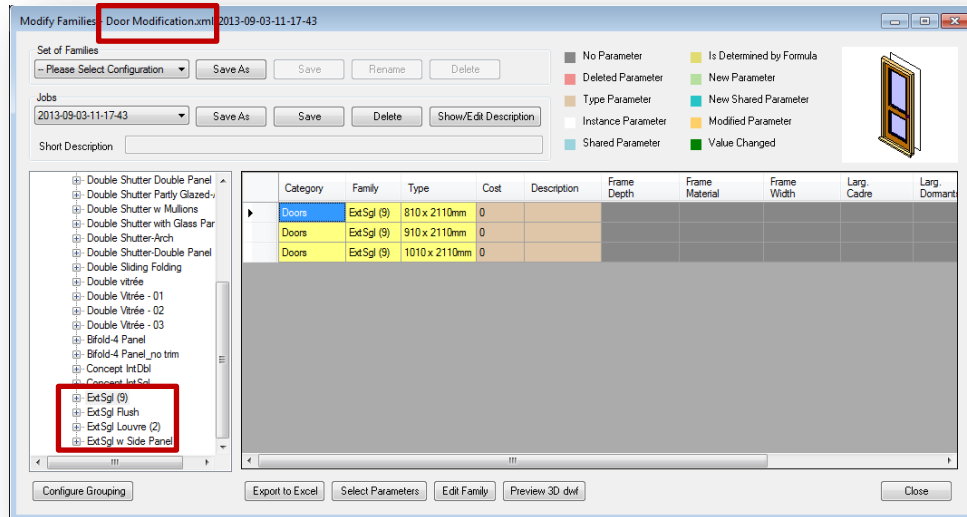 Modify Families - Door Modification.xml 2013-09-03-11-17-43
Set of Families
-- Please Select Configuration
Save As
Save
Rename
Delete
Jobs
2013-09-03-11-17-43
Save As
Save
Delete
Show/Edit Description
Short Description
No Parameter
Is Determined by Formula
Deleted Parameter
New Parameter
Type Parameter
New Shared Parameter
Instance Parameter
Modified Parameter
Shared Parameter
Value Changed
Double Shutter Double Panel
Double Shutter Partly Glazed-
Double Shutter w Mullions
Double Shutter with Glass Par
Double Shutter-Arch
Double Shutter-Double Panel
Double Sliding Folding
Double vitrée
Double Vitrée - 01
Double Vitrée - 02
Double Vitrée - 03
Bifold-4 Panel
Bifold-4 Panel_no trim
Concept IntDbl
Concept IntSgl
ExtSgl (9)
ExtSgl Flush
ExtSgl Louvre (2)
ExtSgl w Side Panel
Category Family Type Cost Description Frame Depth Frame Material Frame Width Larg. Cadre Larg. Dormants
Doors ExtSgl (9) 810 x 2110mm 0
Doors ExtSgl (9) 910 x 2110mm 0
Doors ExtSgl (9) 1010 x 2110mm 0
Configure Grouping
Export to Excel
Select Parameters
Edit Family
Preview 3D dwf
Close